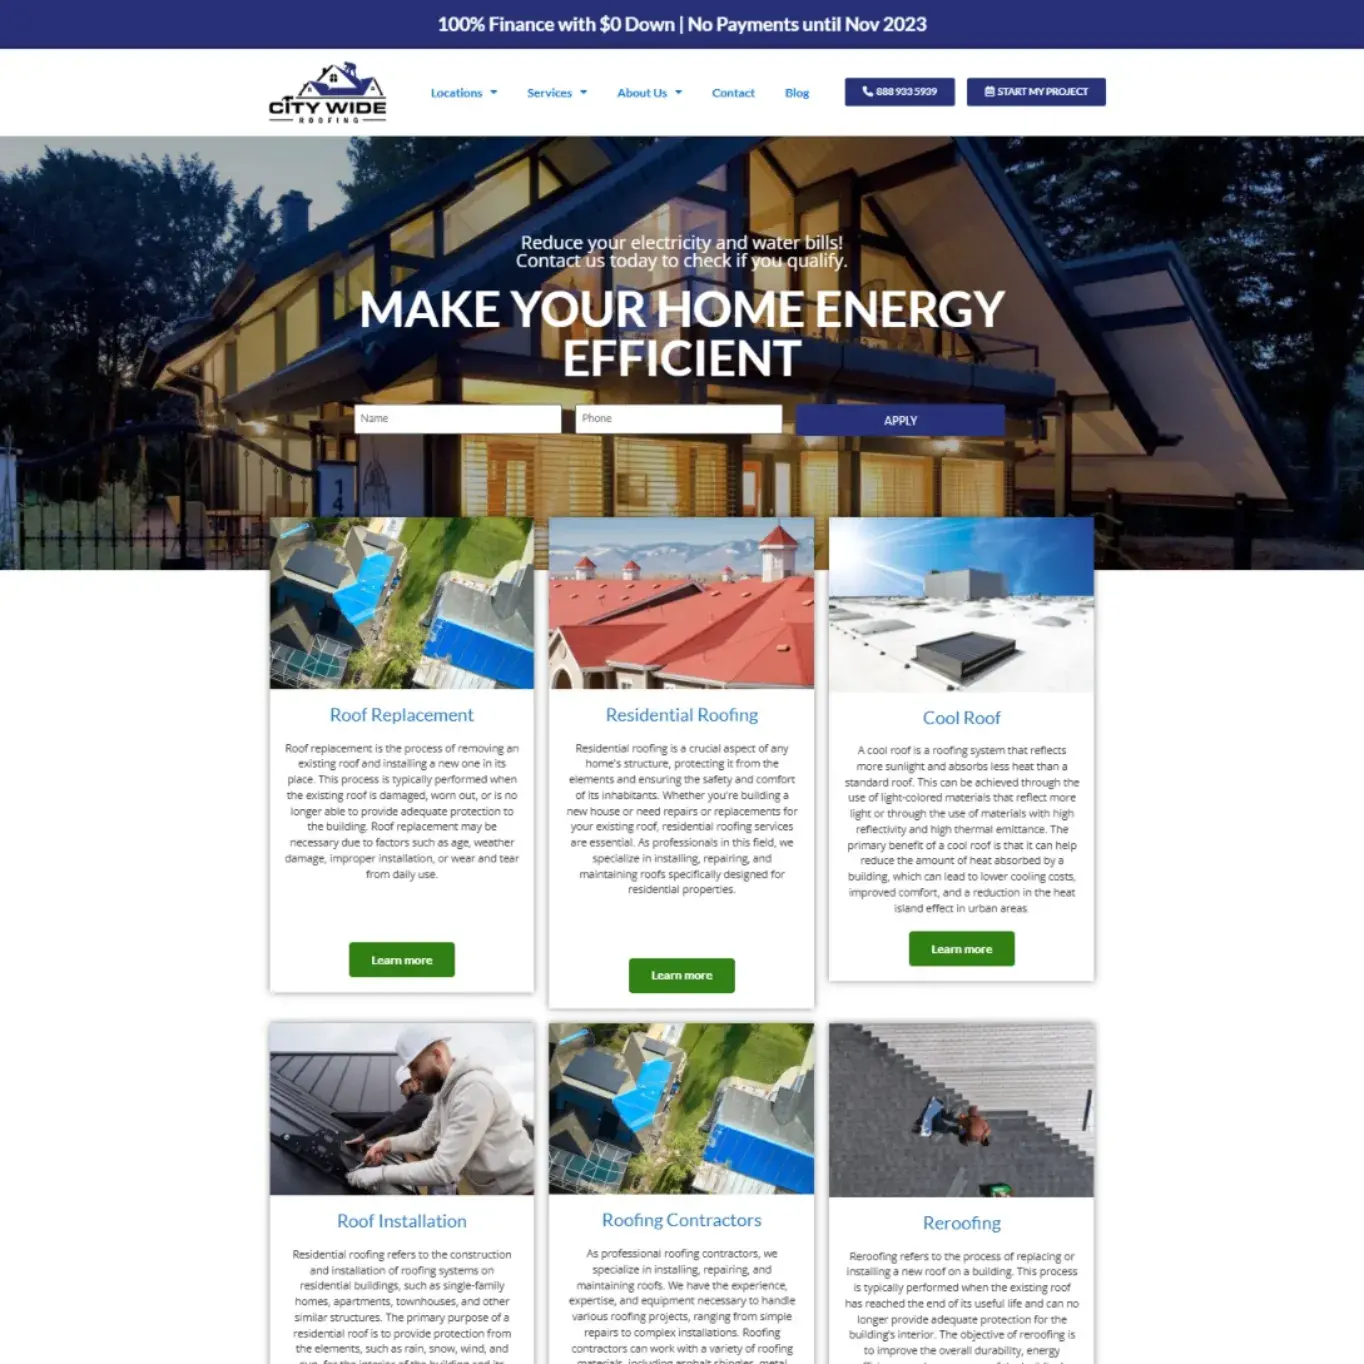 100% Finance with $0 Down | No Payments until Nov 2023
CITY WIDE
ROOFING
Locations
Services
About Us
Contact
Blog
888 933 5939
START MY PROJECT
Reduce your electricity and water bills!
Contact us today to check if you qualify.
MAKE YOUR HOME ENERGY
EFFICIENT
Name
Phone
APPLY
14
Roof Replacement
Roof replacement is the process of removing an
existing roof and installing a new one in its
place. This process is typically performed when
the existing roof is damaged, worn out, or is no
longer able to provide adequate protection to
the building. Roof replacement may be
necessary due to factors such as age, weather
damage, improper installation, or wear and tear
from daily use.
Learn more
Residential Roofing
Residential roofing is a crucial aspect of any
home's structure, protecting it from the
elements and ensuring the safety and comfort
of its inhabitants. Whether you're building a
new house or need repairs or replacements for
your existing roof, residential roofing services
are essential. As professionals in this field, we
specialize in installing, repairing, and
maintaining roofs specifically designed for
residential properties.
Learn more
Cool Roof
A cool roof is a roofing system that reflects
more sunlight and absorbs less heat than a
standard roof. This can be achieved through the
use of light-colored materials that reflect more
light or through the use of materials with high
reflectivity and high thermal emittance. The
primary benefit of a cool roof is that it can help
reduce the amount of heat absorbed by a
building, which can lead to lower cooling costs,
improved comfort, and a reduction in the heat
island effect in urban areas.
Learn more
Roof Installation
Residential roofing refers to the construction
and installation of roofing systems on
residential buildings, such as single-family
homes, apartments, townhouses, and other
similar structures. The primary purpose of a
residential roof is to provide protection from
the elements, such as rain, snow, wind, and
Roofing Contractors
As professional roofing contractors, we
specialize in installing, repairing, and
maintaining roofs. We have the experience,
expertise, and equipment necessary to handle
various roofing projects, ranging from simple
repairs to complex installations. Roofing
contractors can work with a variety of roofing
materials, including asphalt shingles, metal
Reroofing
Reroofing refers to the process of replacing or
installing a new roof on a building. This process
is typically performed when the existing roof
has reached the end of its useful life and can no
longer provide adequate protection for the
building's interior. The objective of reroofing is
to improve the overall durability, energy